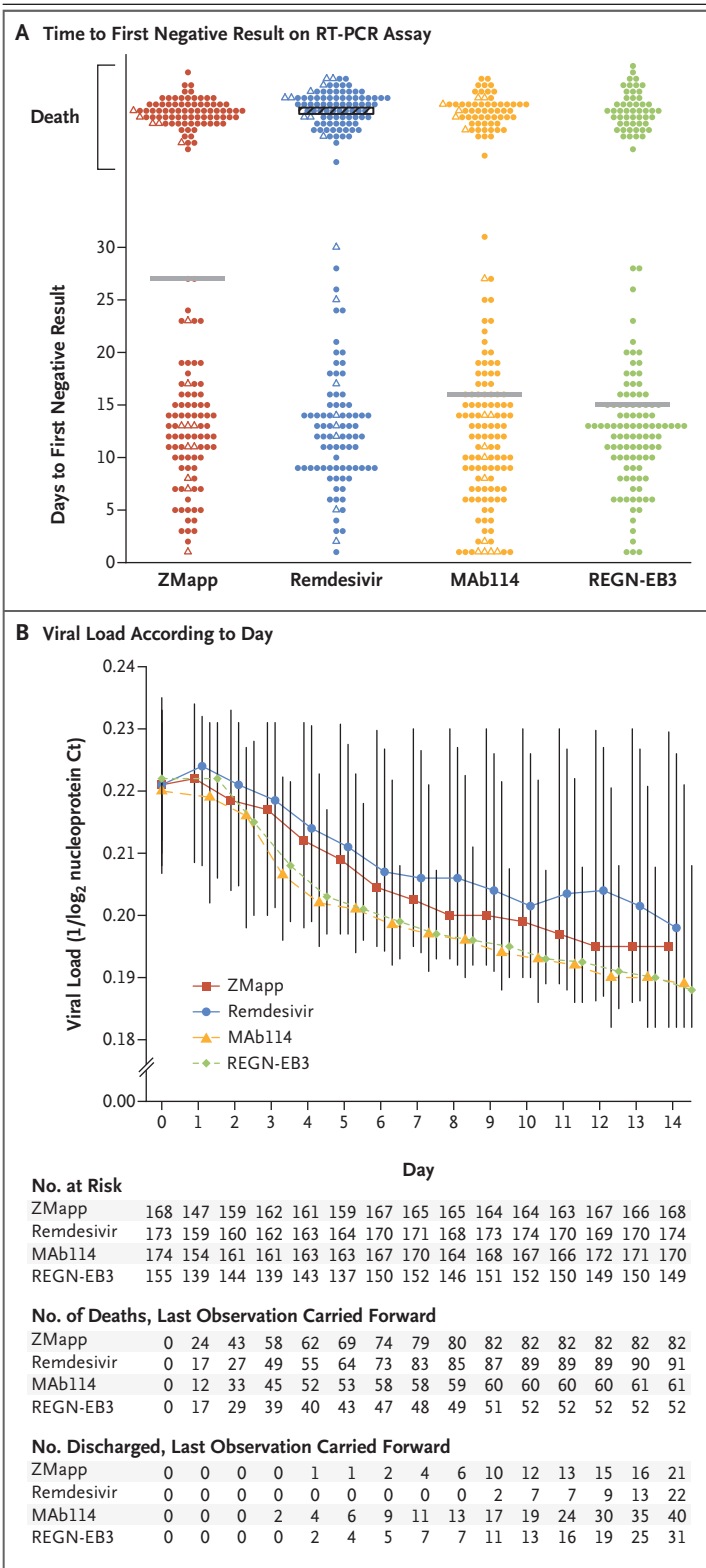 A Time to First Negative Result on RT-PCR Assay
Death
Days to First Negative Result
30
25
20
15
10
5
0
ZMapp Remdesivir MAb114 REGN-EB3
B Viral Load According to Day
Viral Load (1/log2 nucleoprotein Ct)
0.24
0.23
0.22
0.21
0.20
0.19
0.18
0.00
ZMapp
Remdesivir
MAb114
REGN-EB3
0 1 2 3 4 5 6 7 8 9 10 11 12 13 14
Day
No. at Risk
ZMapp 168 147 159 162 161 159 167 165 165 164 164 163 167 166 168
Remdesivir 173 159 160 162 163 164 170 171 168 173 174 170 169 170 174
MAb114 174 154 161 161 163 163 167 170 164 168 167 166 172 171 170
REGN-EB3 155 139 144 139 143 137 150 152 146 151 152 150 149 150 149
No. of Deaths, Last Observation Carried Forward
ZMapp 0 24 43 58 62 69 74 79 80 82 82 82 82 82 82
Remdesivir 0 17 27 49 55 64 73 83 85 87 89 89 89 90 91
MAb114 0 12 33 45 52 53 58 58 59 60 60 60 60 61 61
REGN-EB3 0 17 29 39 40 43 47 48 49 51 52 52 52 52 52
No. Discharged, Last Observation Carried Forward
ZMapp 0 0 0 0 1 1 2 4 6 10 12 13 15 16 21
Remdesivir 0 0 0 0 0 0 0 0 0 2 7 7 9 13 22
MAb114 0 0 0 2 4 6 9 11 13 17 19 24 30 35 40
REGN-EB3 0 0 0 0 2 4 5 7 7 11 13 16 19 25 31